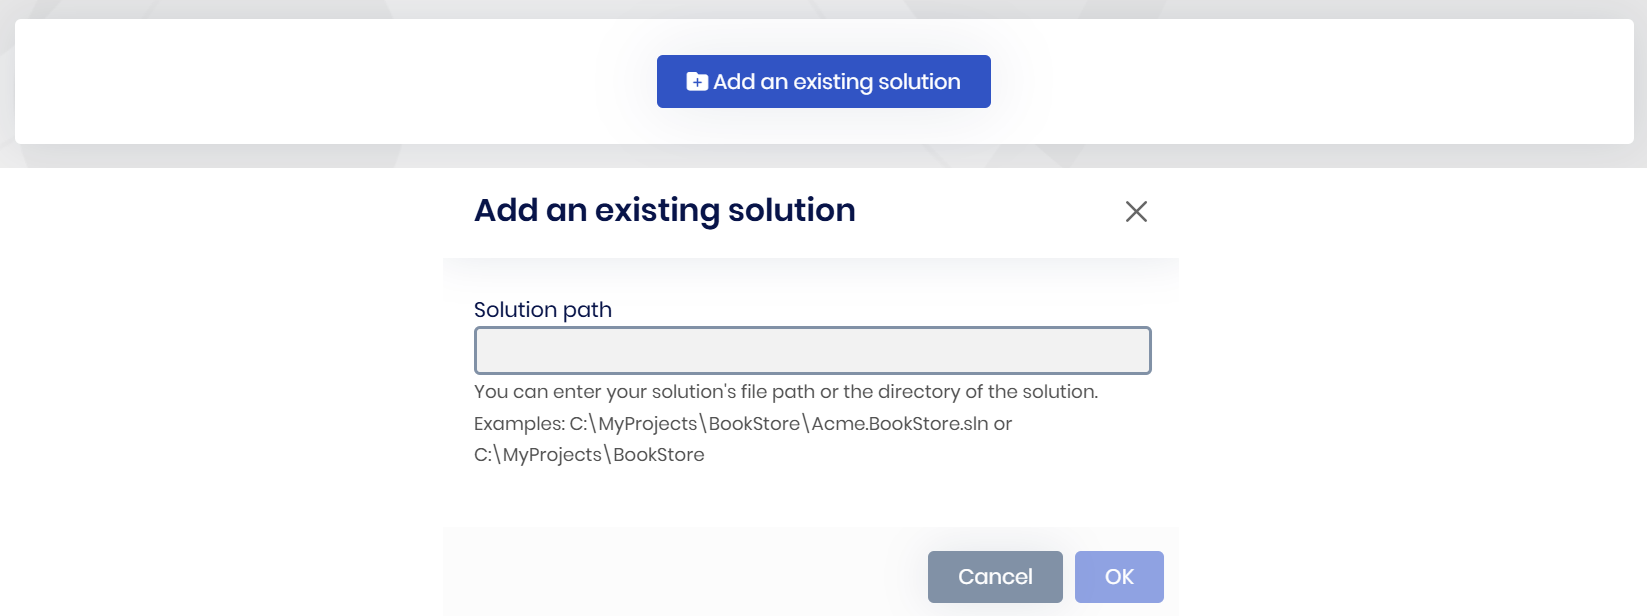 Add an existing solution
Add an existing solution
Solution path
You can enter your solution's file path or the directory of the solution.
Examples: C:\MyProjects\BookStore\Acme.BookStore.sln or
C:\MyProjects\BookStore
Cancel
OK